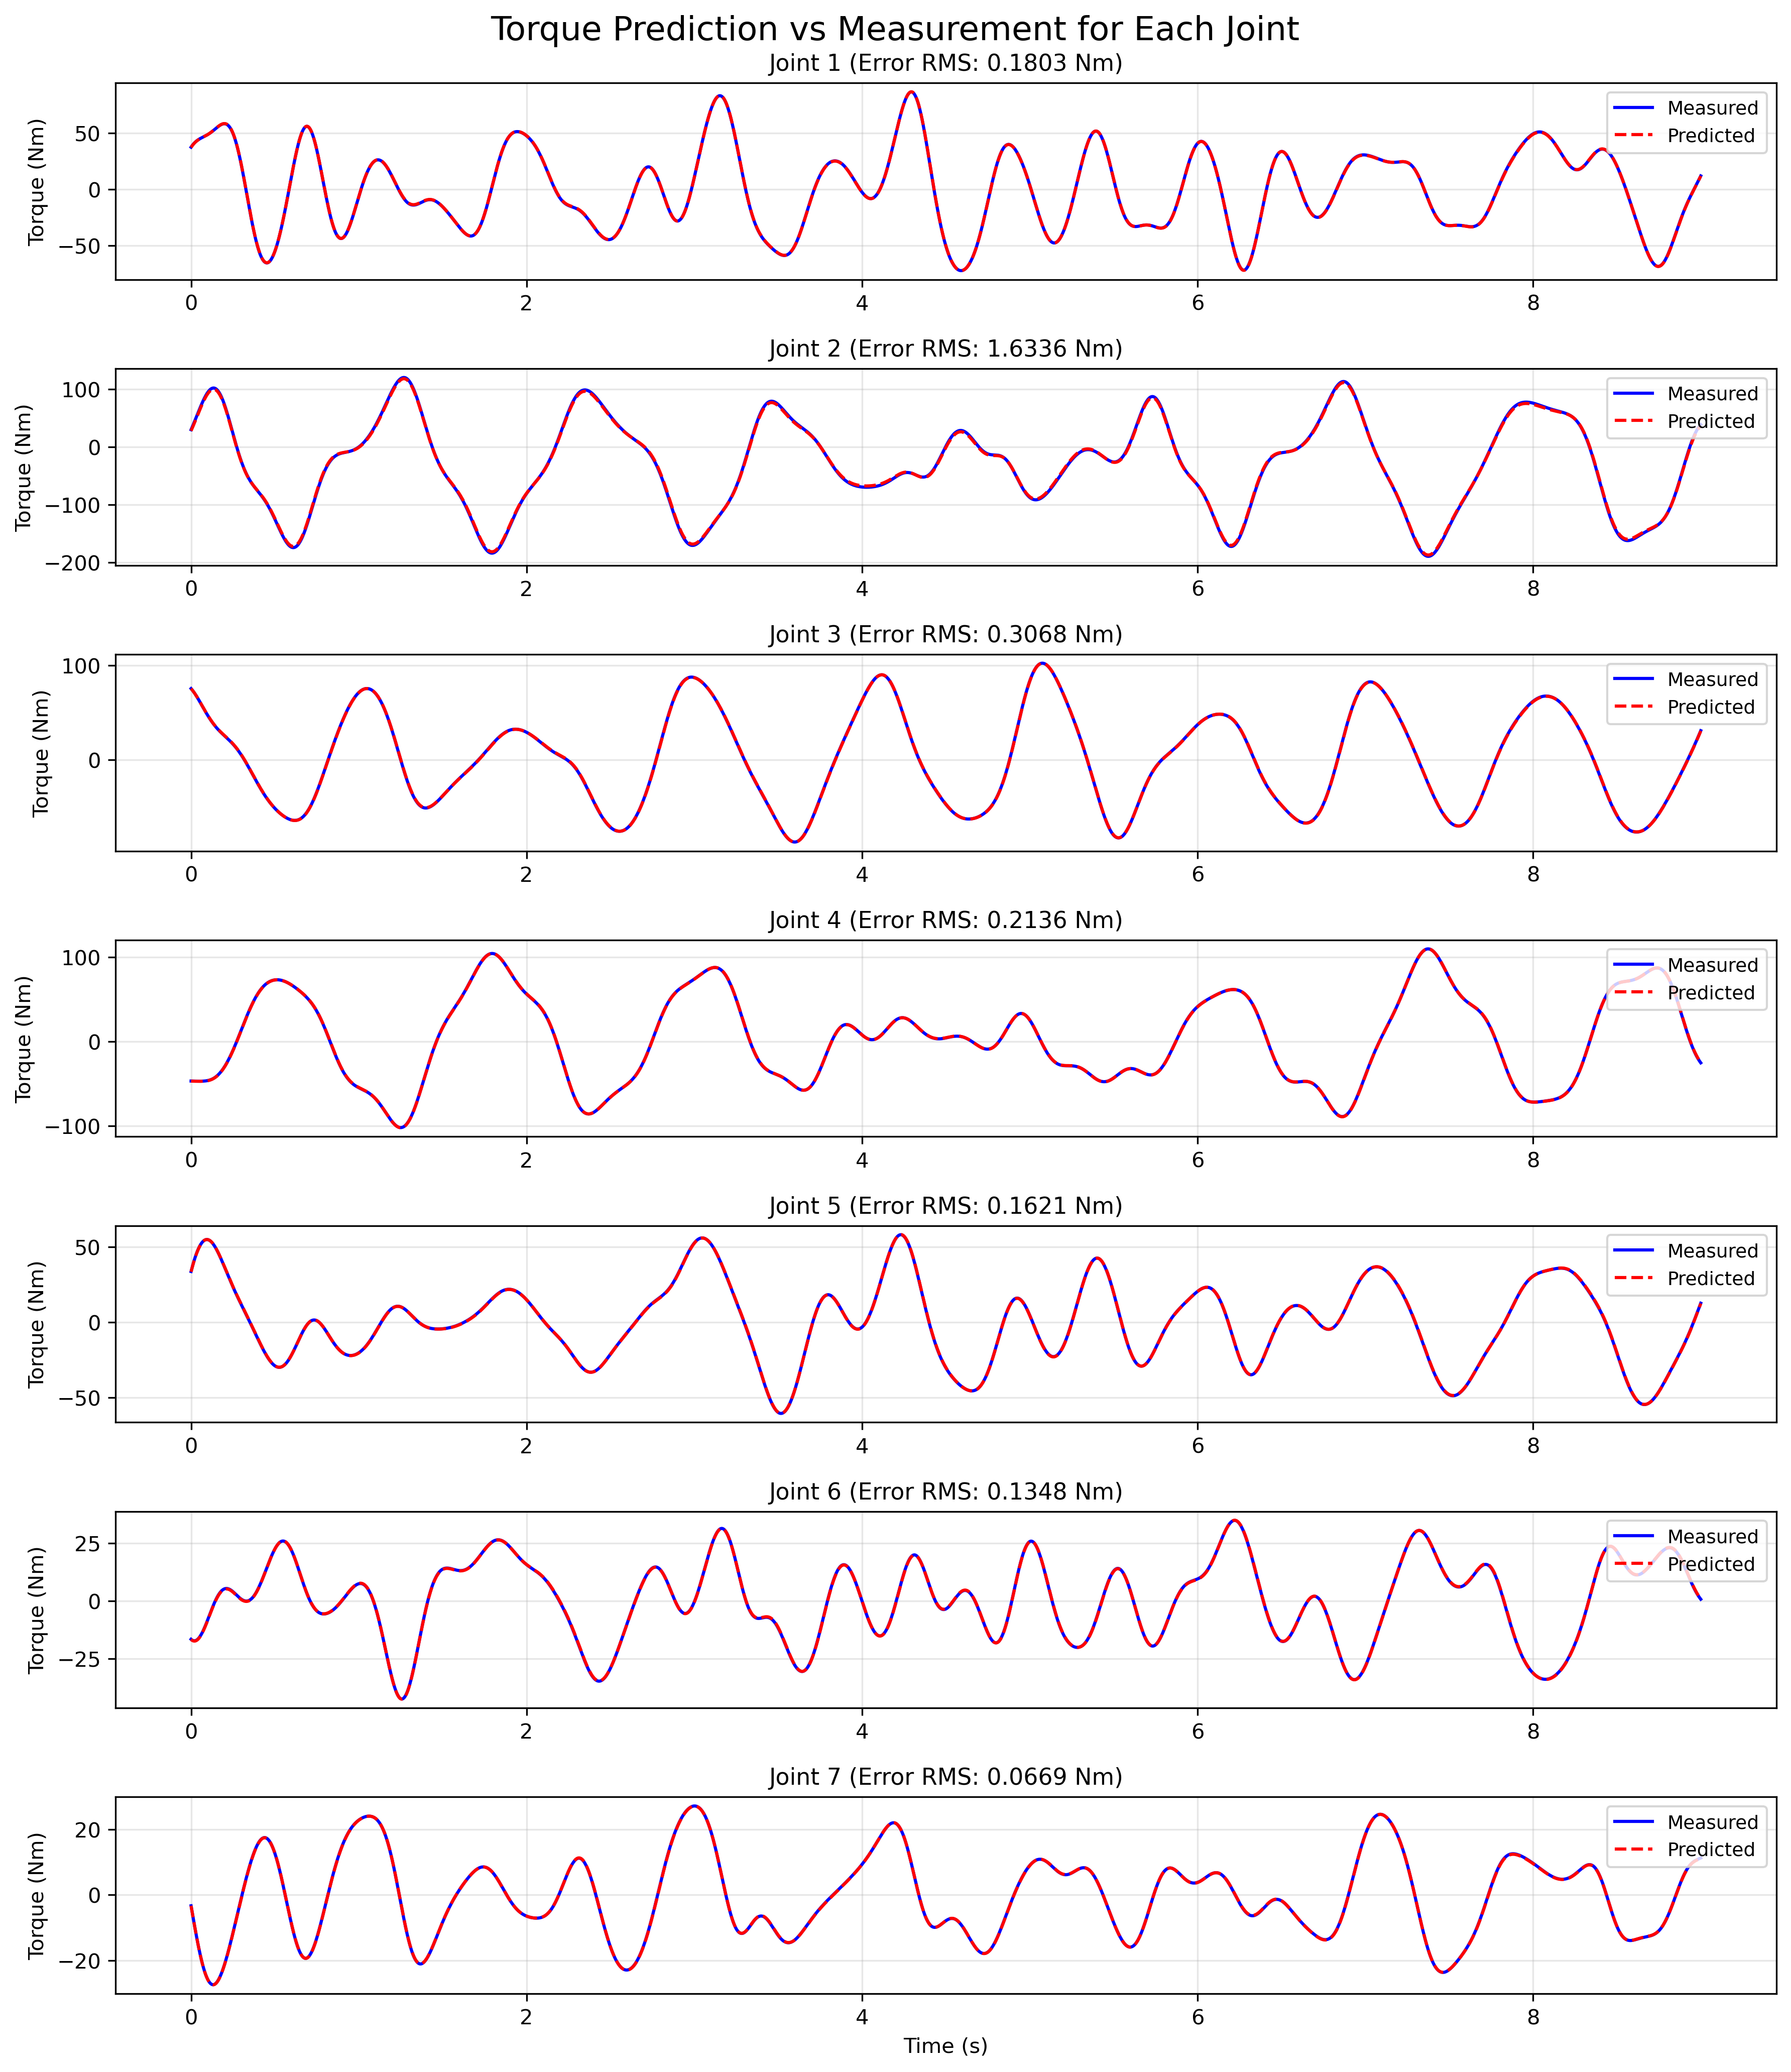 Torque Prediction vs Measurement for Each Joint
Joint 1 (Error RMS: 0.1803 Nm)
Torque (Nm)
50
0
−50
Measured
Predicted
0 2 4 6 8
Joint 2 (Error RMS: 1.6336 Nm)
Torque (Nm)
100
0
−100
−200
Measured
Predicted
0 2 4 6 8
Joint 3 (Error RMS: 0.3068 Nm)
Torque (Nm)
100
0
Measured
Predicted
0 2 4 6 8
Joint 4 (Error RMS: 0.2136 Nm)
Torque (Nm)
100
0
−100
Measured
Predicted
0 2 4 6 8
Joint 5 (Error RMS: 0.1621 Nm)
Torque (Nm)
50
0
−50
Measured
Predicted
0 2 4 6 8
Joint 6 (Error RMS: 0.1348 Nm)
Torque (Nm)
25
0
−25
Measured
Predicted
0 2 4 6 8
Joint 7 (Error RMS: 0.0669 Nm)
Torque (Nm)
20
0
−20
Measured
Predicted
0 2 4 6 8
Time (s)